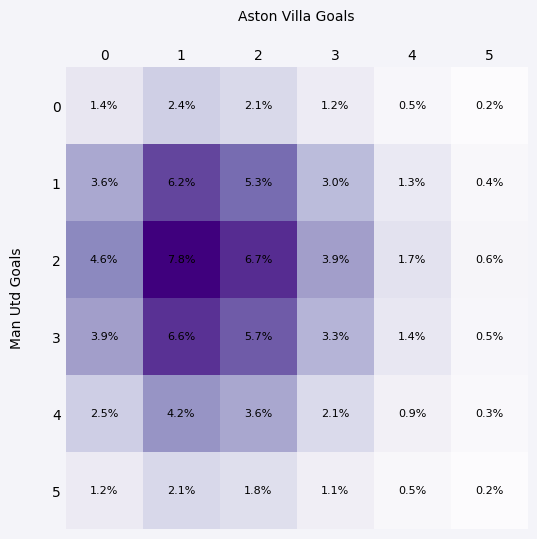 Aston Villa Goals
0 1 2 3 4 5
0 1.4% 2.4% 2.1% 1.2% 0.5% 0.2%
1 3.6% 6.2% 5.3% 3.0% 1.3% 0.4%
2 4.6% 7.8% 6.7% 3.9% 1.7% 0.6%
3 3.9% 6.6% 5.7% 3.3% 1.4% 0.5%
4 2.5% 4.2% 3.6% 2.1% 0.9% 0.3%
5 1.2% 2.1% 1.8% 1.1% 0.5% 0.2%
Man Utd Goals